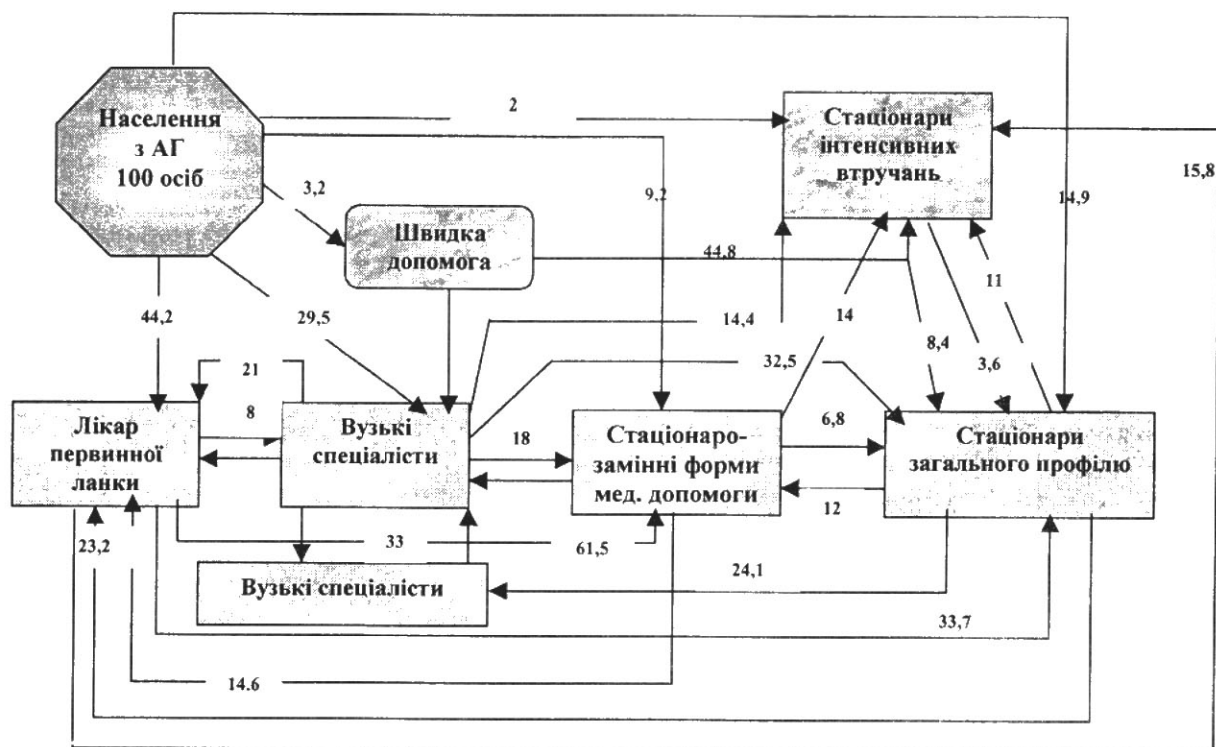 Населення
з АГ
100 осіб
2
Стаціонари
інтенсивних
втручань
15,8
3,2
9,2
14,9
Швидка
допомога
44,8
11
44,2
29,5
14,4
14
8,4
3,6
21
32,5
8
Лікар
первинної
ланки
Вузькі
спеціалісти
18
Стаціонаро-
замінні форми
мед. допомоги
6,8
12
Стаціонари
загального профілю
23,2
33
61,5
Вузькі спеціалісти
24,1
33,7
14.6